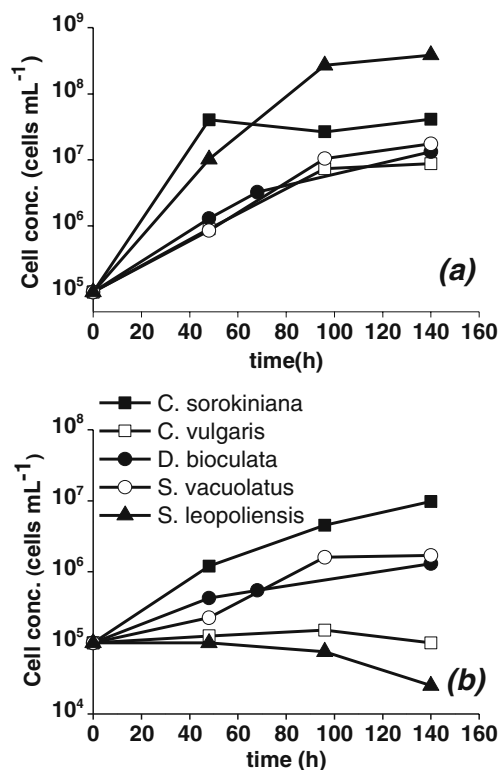 10⁹
10⁸
10⁷
10⁶
10⁵
Cell conc. (cells mL⁻¹)
(a)
0 20 40 60 80 100 120 140 160
time(h)
C. sorokiniana
C. vulgaris
D. bioculata
S. vacuolatus
S. leopoliensis
10⁸
10⁷
10⁶
10⁵
10⁴
Cell conc. (cells mL⁻¹)
(b)
0 20 40 60 80 100 120 140 160
time (h)